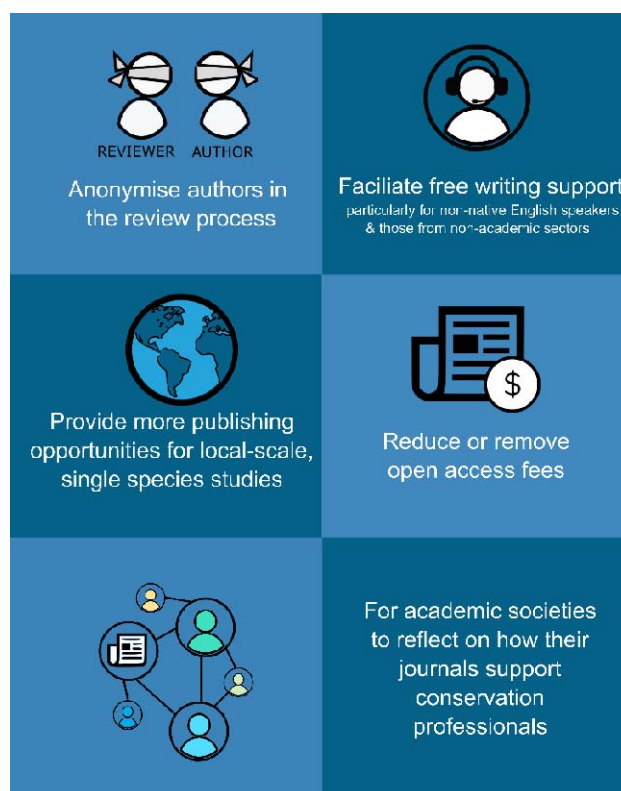 REVIEWER AUTHOR
Anonymise authors in
the review process
Faciliate free writing support
particularly for non-native English speakers
& those from non-academic sectors
Provide more publishing
opportunities for local-scale,
single species studies
$
Reduce or remove
open access fees
For academic societies
to reflect on how their
journals support
conservation
professionals